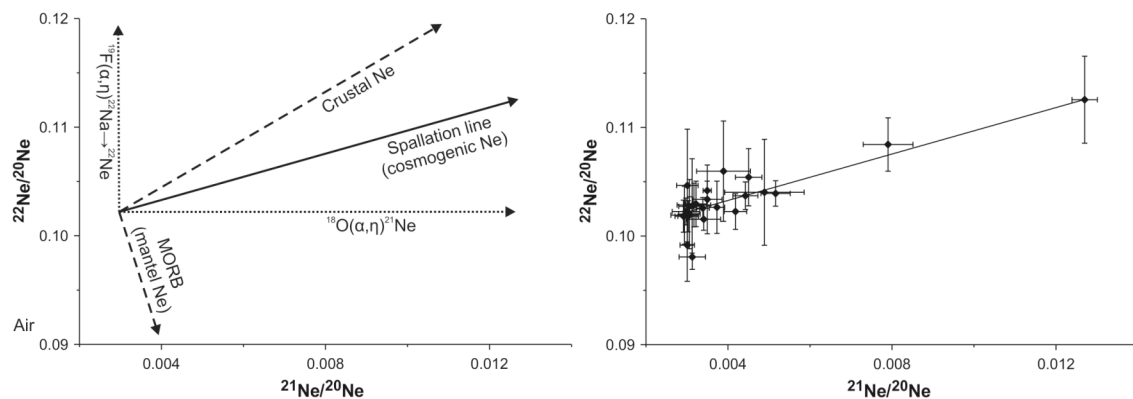 0.12
0.11
0.10
0.09
²²Ne/²⁰Ne
¹⁹F(α,η)²²Na→²²Ne
Crustal Ne
Spallation line
(cosmogenic Ne)
¹⁸O(α,η)²¹Ne
MORB
(mantel Ne)
Air
0.004
0.008
0.012
²¹Ne/²⁰Ne
0.12
0.11
0.10
0.09
²²Ne/²⁰Ne
0.004
0.008
0.012
²¹Ne/²⁰Ne